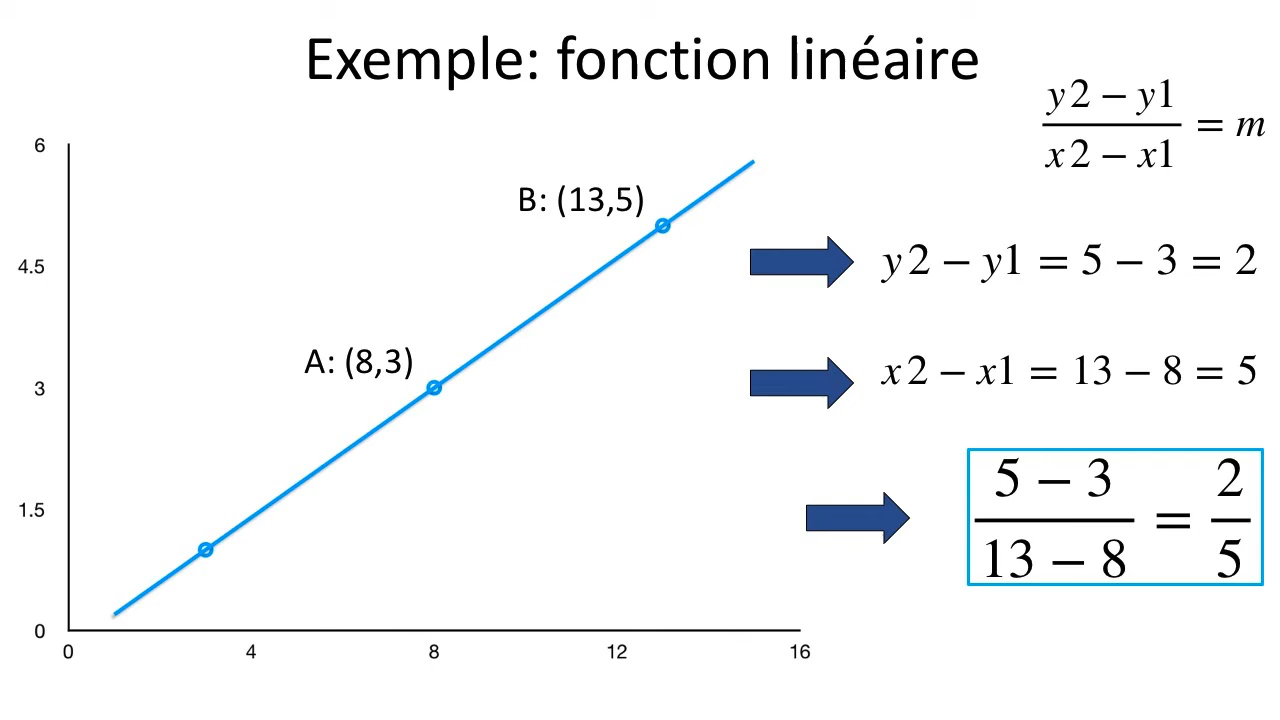 Exemple: fonction linéaire
y2 − y1
x2 − x1
= m
6
B: (13,5)
4.5
y2 − y1 = 5 − 3 = 2
A: (8,3)
x2 − x1 = 13 − 8 = 5
3
5 − 3
13 − 8
=
2
5
1.5
0
0 4 8 12 16